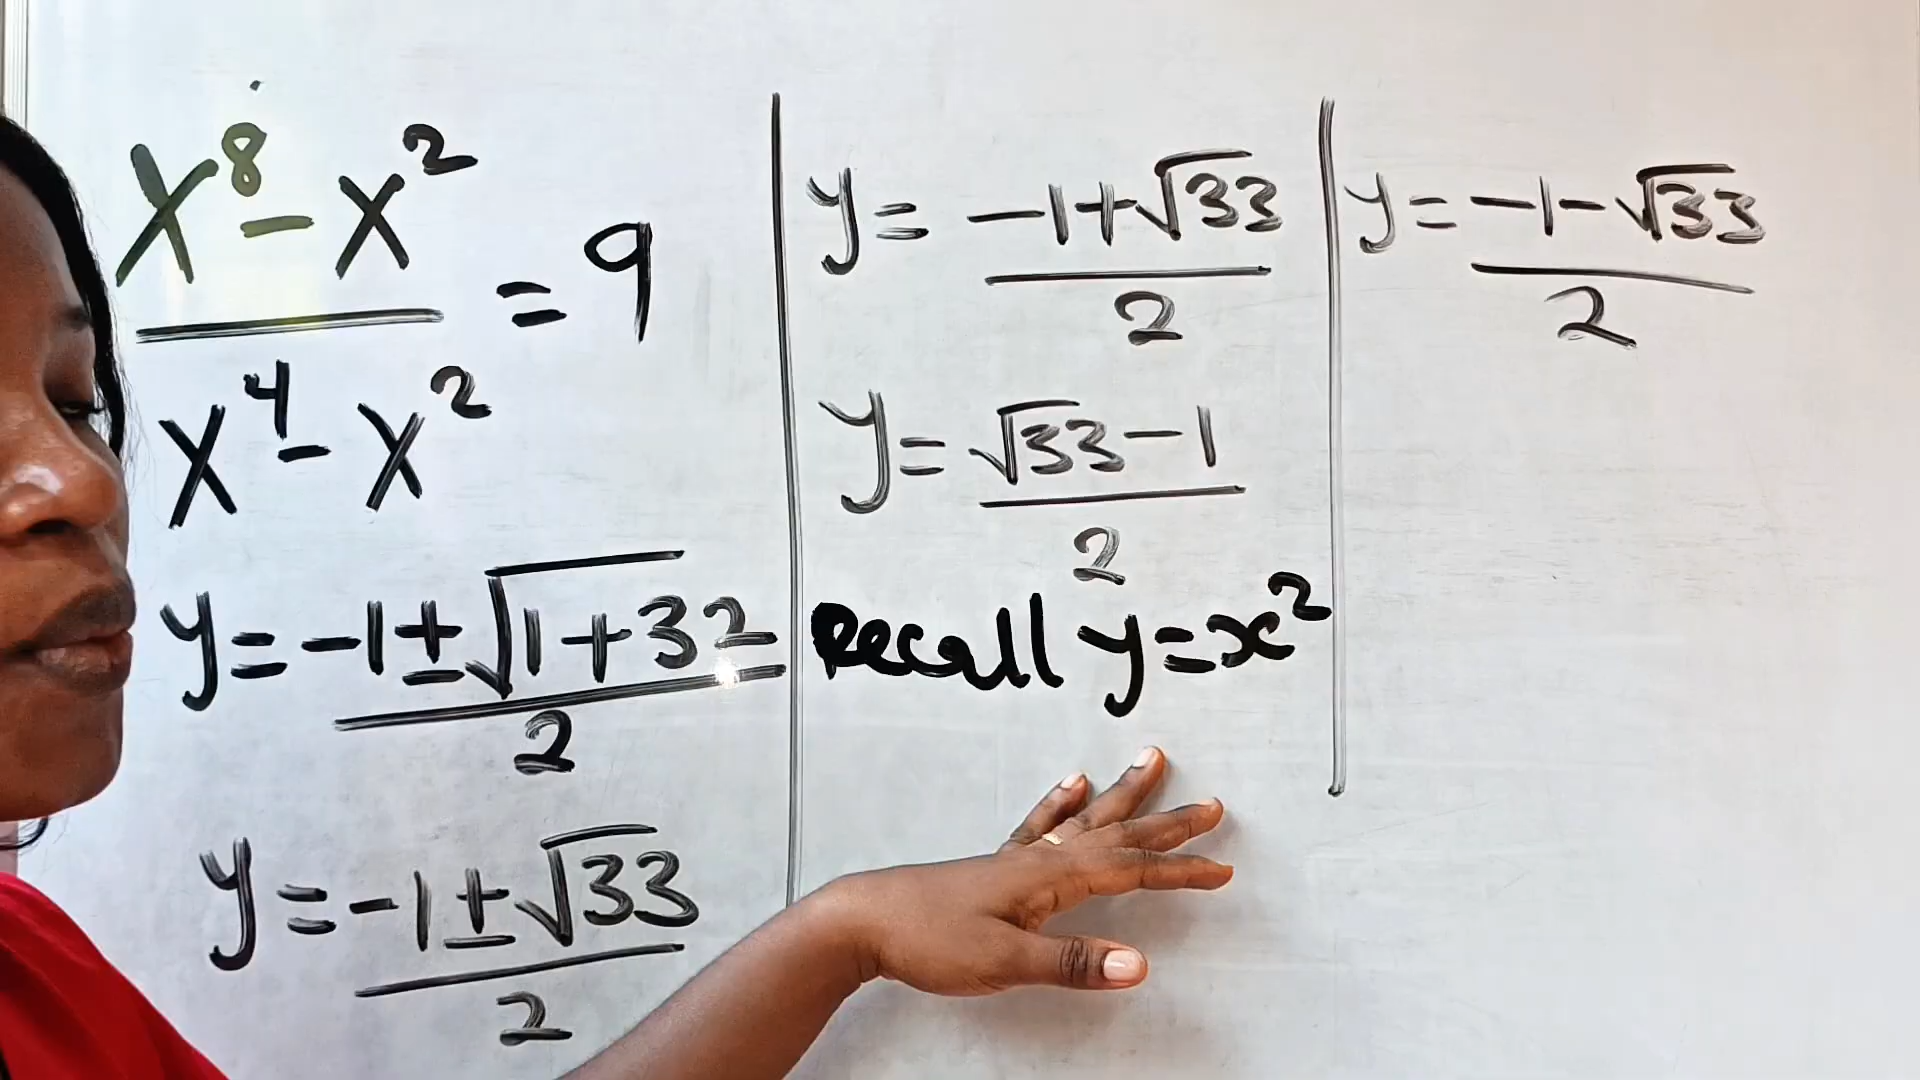 x⁸ - x² / x⁴ - x² = 9
y = -1 ± √1+32 / 2
y = -1 ± √33 / 2
y = -1+√33 / 2
y = √33 - 1 / 2
Recall y = x²
y = -1-√33 / 2